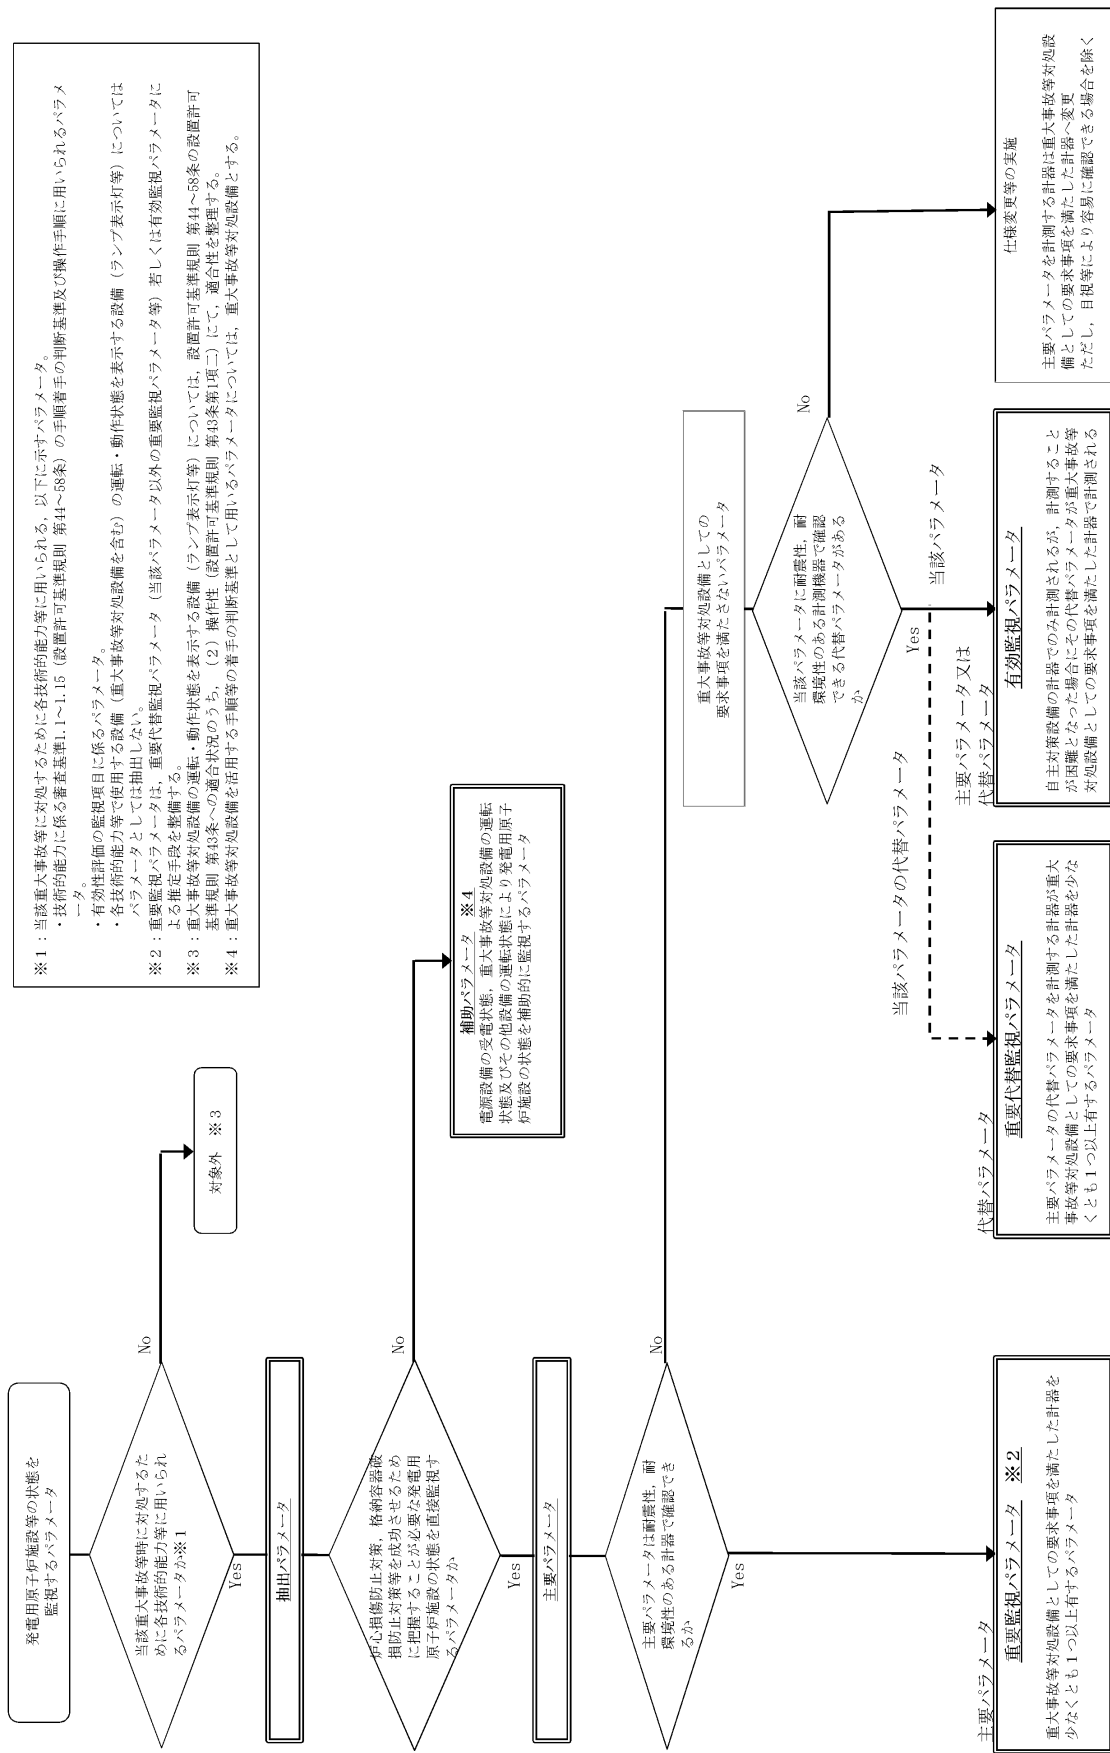 発電用原子炉施設等の状態を
監視するパラメータ
当該重大事故等時に対処するた
めに各技術的能力等に用いられ
るパラメータか※1
No
Yes
対象外　※3
抽出パラメータ
炉心損傷防止対策，格納容器破
損防止対策等を成功させるため
に把握することが必要な発電用
原子炉施設の状態を直接監視す
るパラメータか
No
Yes
補助パラメータ　※4
電源設備の受電状態，重大事故等対処設備の運転
状態及びその他設備の運転状態により発電用原子
炉施設の状態を補助的に監視するパラメータ
主要パラメータ
主要パラメータは耐震性，耐
環境性のある計器で確認でき
るか
No
Yes
重大事故等対処設備としての
要求事項を満たさないパラメータ
当該パラメータに耐震性，耐
環境性のある計測機器で確認
できる代替パラメータがある
か
No
Yes
当該パラメータ
当該パラメータの代替パラメータ
主要パラメータ
重要監視パラメータ　※2
重大事故等対処設備としての要求事項を満たした計器を
少なくとも１つ以上有するパラメータ
代替パラメータ
重要代替監視パラメータ
主要パラメータの代替パラメータを計測する計器が重大
事故等対処設備としての要求事項を満たした計器を少な
くとも１つ以上有するパラメータ
主要パラメータ又は
代替パラメータ
有効監視パラメータ
自主対策設備の計器でのみ計測されるが，計測すること
が困難となった場合にその代替パラメータが重大事故等
対処設備としての要求事項を満たした計器で計測される
仕様変更等の実施
主要パラメータを計測する計器は重大事故等対処設
備としての要求事項を満たした計器へ変更
ただし，目視等により容易に確認できる場合を除く
※1：当該重大事故等に対処するために各技術的能力等に用いられる，以下に示すパラメータ。
・技術的能力に係る審査基準1.1～1.15（設置許可基準規則 第44～58条）の手順着手の判断基準及び操作手順に用いられるパラメ
ータ。
・有効性評価の監視項目に係るパラメータ。
・各技術的能力等で使用する設備（重大事故等対処設備を含む）の運転・動作状態を表示する設備（ランプ表示灯等）については
パラメータとしては抽出しない。
※2：重要監視パラメータは，重要代替監視パラメータ（当該パラメータ以外の重要監視パラメータ等）若しくは有効監視パラメータに
よる推定手段を整備する。
※3：重大事故等対処設備の運転・動作状態を表示する設備（ランプ表示灯等）については，設置許可基準規則 第44～58条の設置許可
基準規則 第43条への適合状況のうち，（2）操作性（設置許可基準規則 第43条第1項二）にて，適合性を整理する。
※4：重大事故等対処設備を活用する手順等の着手の判断基準として用いるパラメータについては，重大事故等対処設備とする。